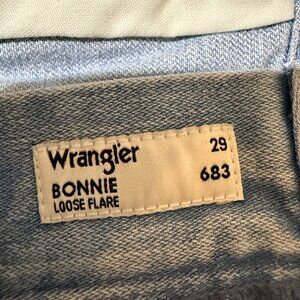 Wrangler 29
BONNIE 683
LOOSE FLARE